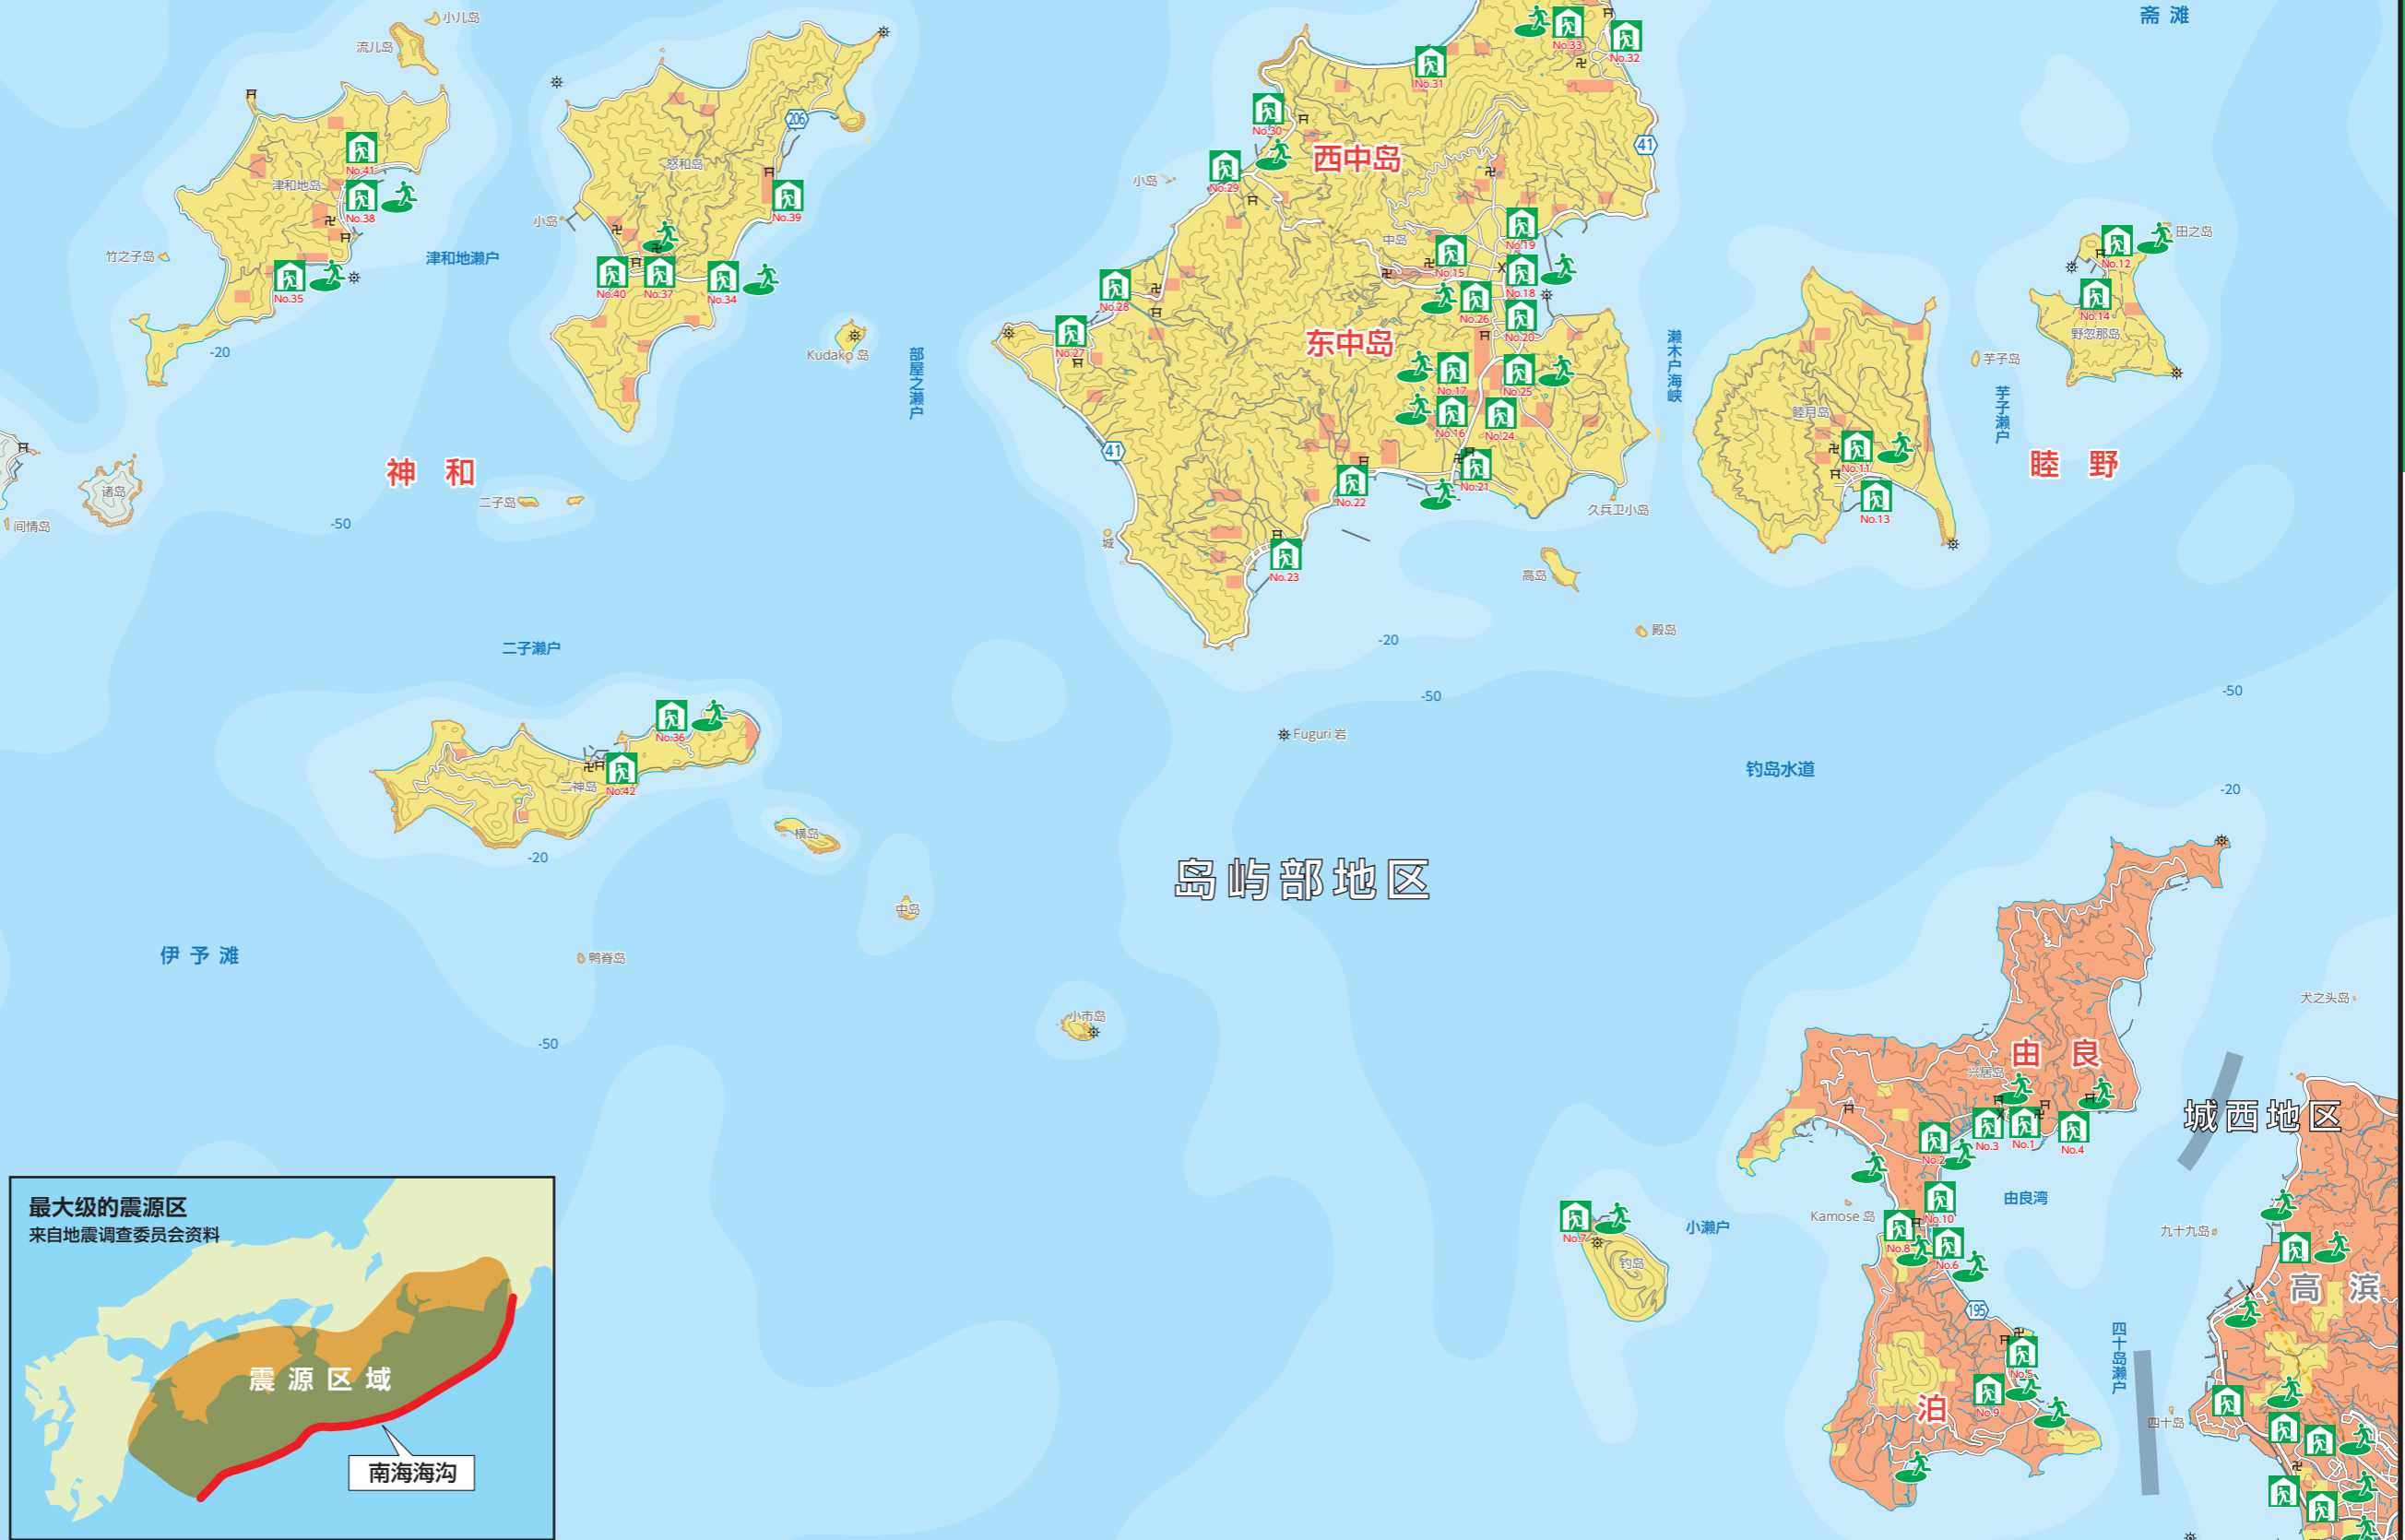 小儿岛
流儿岛
斋 滩
No.33
No.32
No.31
No.30
No.29
小岛
西中岛
41
206
怒和岛
No.41
津和地岛
No.38
No.39
小岛
竹之子岛
津和地濑户
No.35
No.40
No.37
No.34
-20
Kudako 岛
部屋之濑户
中岛
No.19
No.15
No.18
No.26
No.20
No.28
No.27
东中岛
No.17
No.25
No.16
No.24
No.21
No.22
No.23
41
濑木户海峡
田之岛
No.12
No.14
野忽那岛
芋子岛
芋子濑户
睦月岛
No.11
No.13
睦 野
久兵卫小岛
高岛
殿岛
城
神 和
诸岛
间情岛
二子岛
-50
二子濑户
-20
-50
-50
No.36
No.42
二神岛
横岛
-20
中岛
Fuguri 岩
钓岛水道
-20
岛屿部地区
伊 予 滩
鸭脊岛
-50
小市岛
犬之头岛
由 良
兴居岛
No.3
No.1
No.4
No.2
城西地区
由良湾
No.10
No.8
No.6
Kamose 岛
小濑户
No.7
钓岛
九十九岛
高 滨
195
四十岛濑户
No.5
No.9
泊
四十岛
最大级的震源区
来自地震调查委员会资料
震源区域
南海海沟